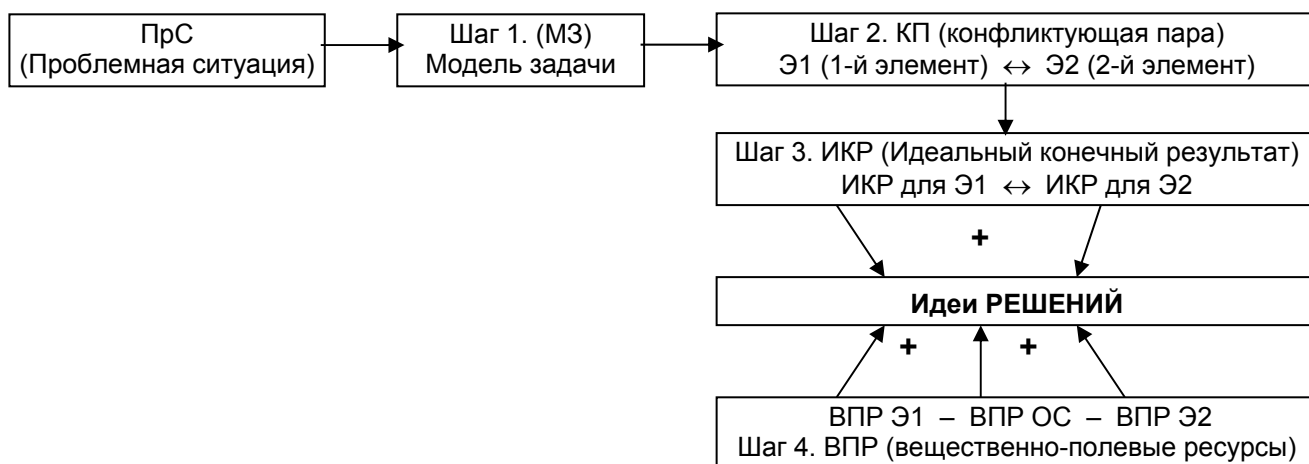 ПрС
(Проблемная ситуация)
Шаг 1. (МЗ)
Модель задачи
Шаг 2. КП (конфликтующая пара)
Э1 (1-й элемент) ↔ Э2 (2-й элемент)
Шаг 3. ИКР (Идеальный конечный результат)
ИКР для Э1 ↔ ИКР для Э2
+
Идеи РЕШЕНИЙ
+ +
ВПР Э1 – ВПР ОС – ВПР Э2
Шаг 4. ВПР (вещественно-полевые ресурсы)